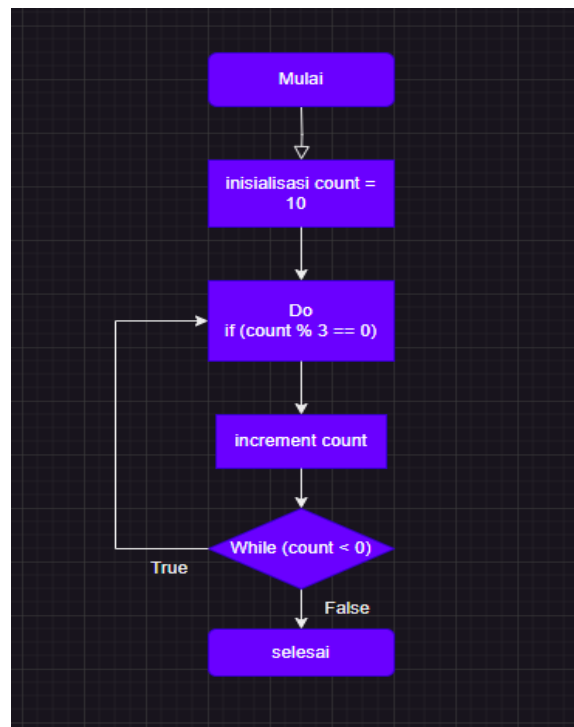 Mulai
inisialisasi count =
10
Do
if (count % 3 == 0)
increment count
While (count < 0)
True
False
selesai